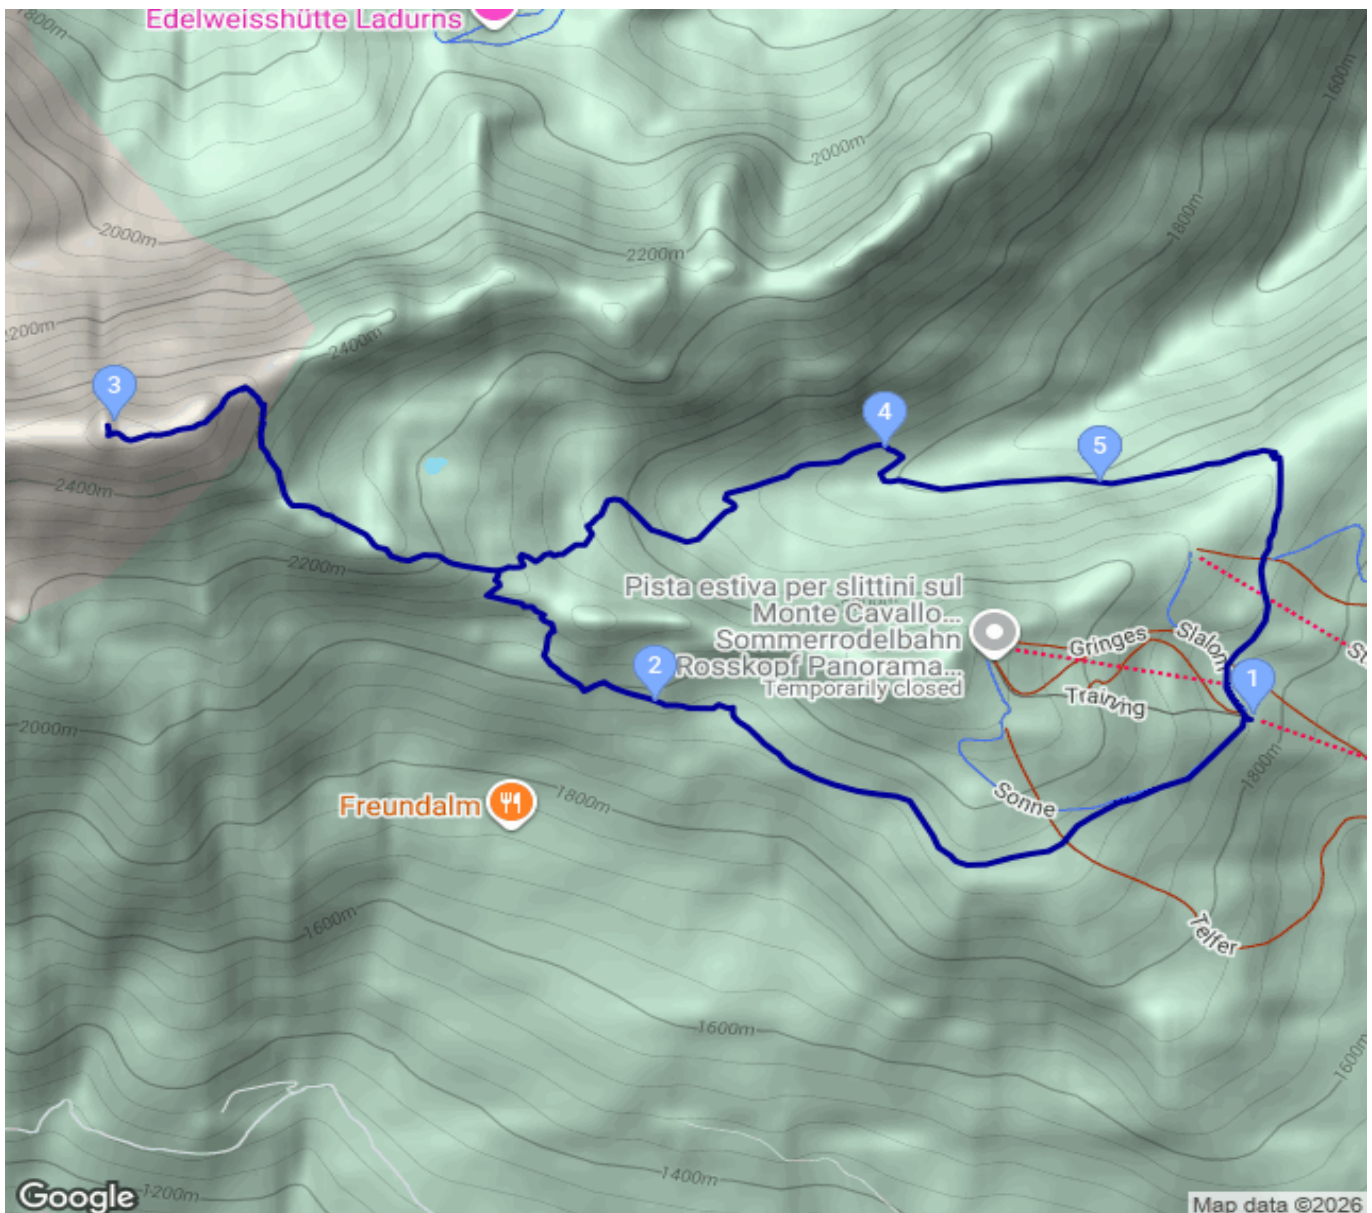 Edelweisshütte Ladurns
1800m
1600m
2000m
2000m
2200m
1800m
2200m
2400m
3
4
5
2400m
2200m
Pista estiva per slittini sul
Monte Cavallo...
Sommerrodelbahn
Rosskopf Panorama...
Temporarily closed
Gringes
Slalom
St
2
1
Training
2000m
1800m
Freundalm
1800m
Sonne
1600m
Telfer
1600m
1600m
1400m
1200m
Google
Map data ©2026